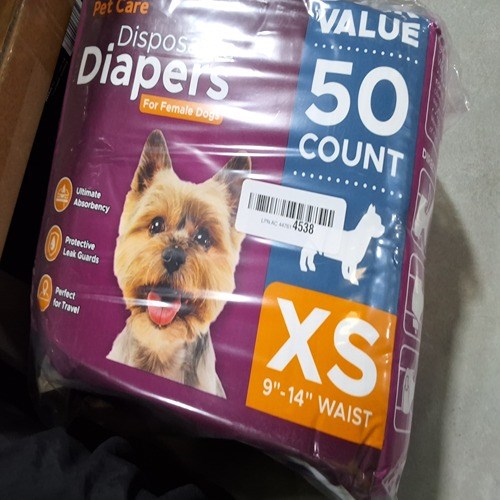 Pet Care
Diapers
For Female Dogs
Ultimate
Absorbency
Protective
Leak Guards
Perfect
for Travel
VALUE
50
COUNT
4538
XS
9"-14" WAIST